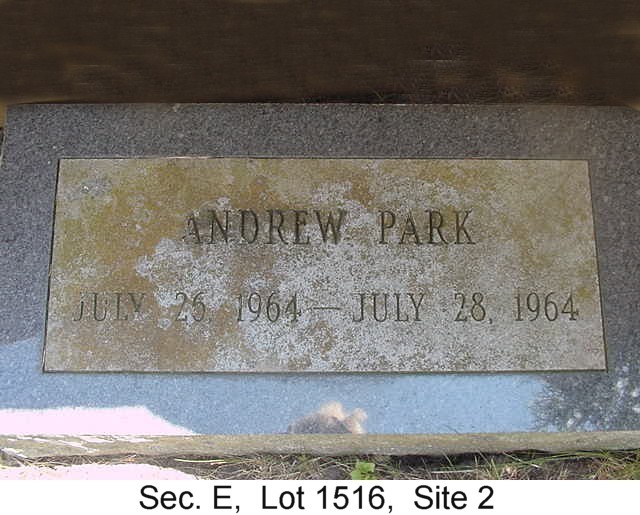 ANDREW PARK
JULY 26, 1964 — JULY 28, 1964
Sec. E, Lot 1516, Site 2